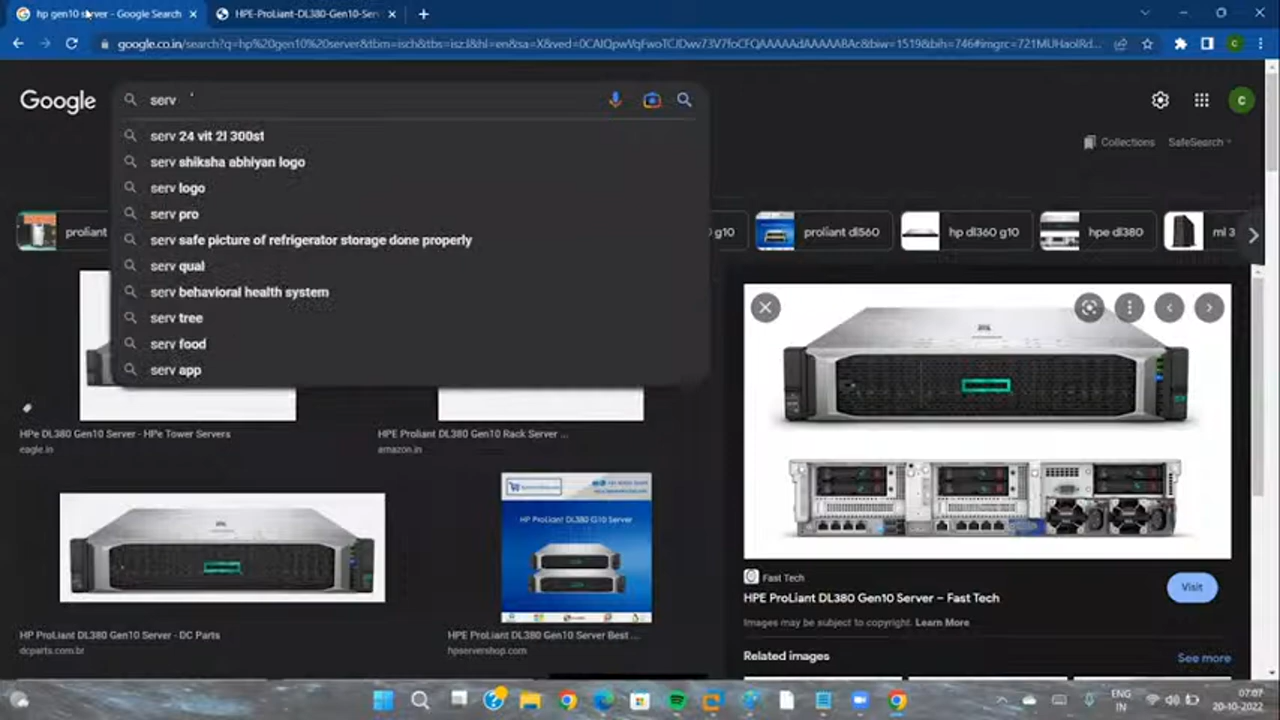 hp gen10 server - Google Search
HPE-ProLiant-DL380-Gen10-Ser
google.co.in/search?q=hp%20gen10%20server&tbm=isch&tbs=isz:l&hl=en&sa=X&ved=0CAIQpwVqFwoTCJDwv73V7foCFQAAAAAdAAAAABAc&biw=1519&bih=746#imgrc=721MUHaolRd...
Google
serv
Collections
SafeSearch
serv 24 vit 2l 300st
serv shiksha abhiyan logo
serv logo
serv pro
serv safe picture of refrigerator storage done properly
serv qual
serv behavioral health system
serv tree
serv food
serv app
proliant
0 g10
proliant dl560
hp dl360 g10
hpe dl380
ml 3
HPe DL380 Gen10 Server - HPe Tower Servers
eagle.in
HPE Proliant DL380 Gen10 Rack Server ...
amazon.in
HP ProLiant DL380 G10 Server
HP ProLiant DL380 Gen10 Server - DC Parts
dcparts.com.br
HPE ProLiant DL380 Gen10 Server Best ...
hpservershop.com
Fast Tech
Visit
HPE ProLiant DL380 Gen10 Server – Fast Tech
Images may be subject to copyright. Learn More
Related images
See more
ENG
IN
07:07
20-10-2022